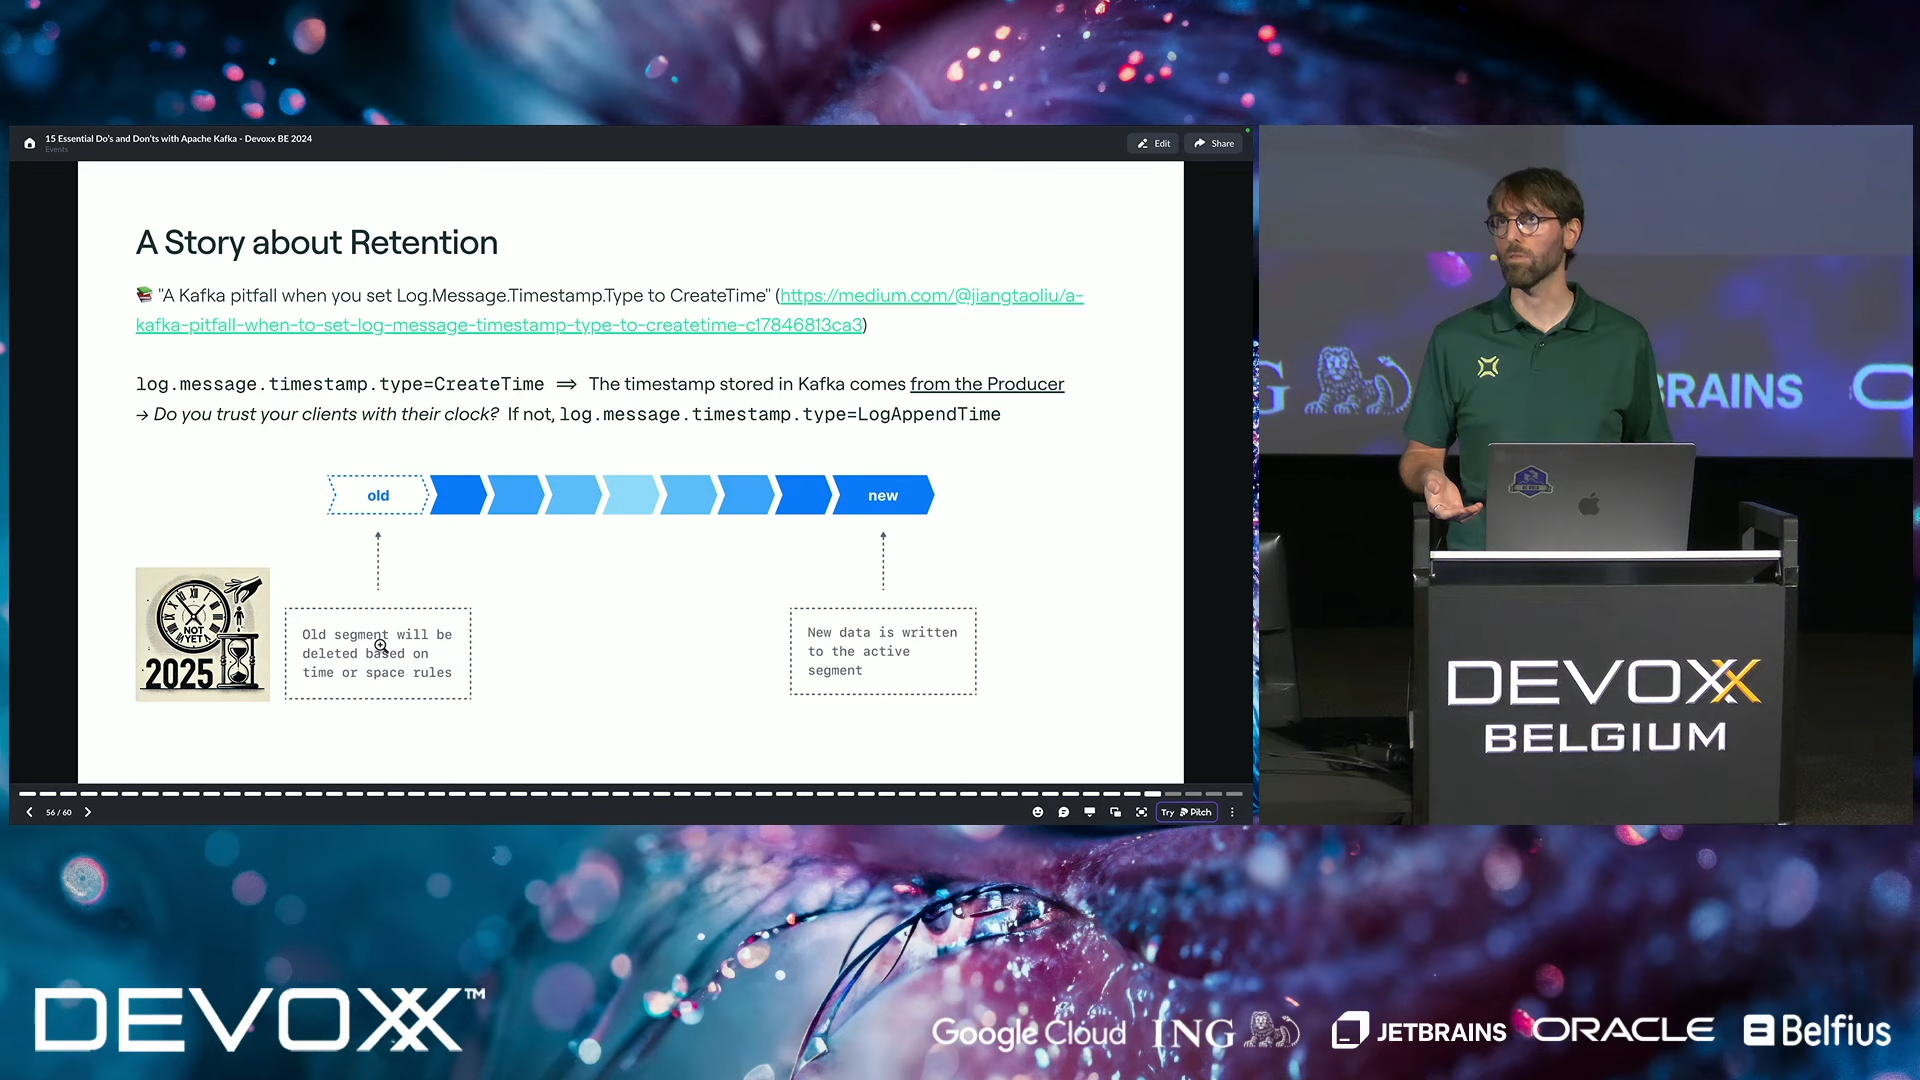 15 Essential Do's and Don'ts with Apache Kafka - Devoxx BE 2024
Events
Edit
Share
A Story about Retention
"A Kafka pitfall when you set Log.Message.Timestamp.Type to CreateTime" (https://medium.com/@jiangtaoliu/a-
kafka-pitfall-when-to-set-log-message-timestamp-type-to-createtime-c17846813ca3)
log.message.timestamp.type=CreateTime ⇒ The timestamp stored in Kafka comes from the Producer
→ Do you trust your clients with their clock? If not, log.message.timestamp.type=LogAppendTime
old
new
NOT
YET
2025
Old segment will be
deleted based on
time or space rules
New data is written
to the active
segment
56 / 60
Try Pitch
G
BRAINS
DEVOXX
BELGIUM
DEVOXX™
Google Cloud
ING
JETBRAINS
ORACLE
Belfius